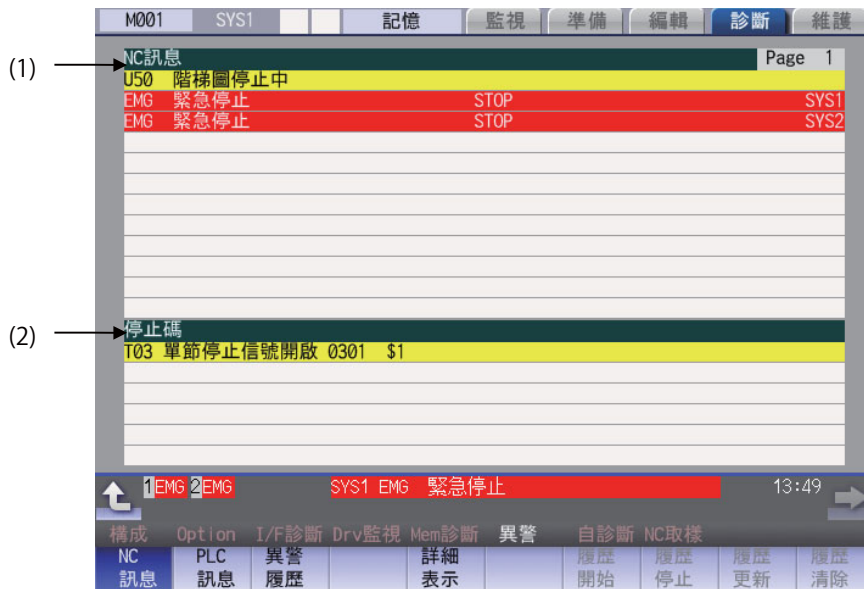 M001 SYS1 記憶 監視 準備 編輯 診斷 維護
(1)
NC訊息 Page 1
U50 階梯圖停止中
EMG 緊急停止 STOP SYS1
EMG 緊急停止 STOP SYS2
(2)
停止碼
T03 單節停止信號開啟 0301 $1
1EMG 2EMG SYS1 EMG 緊急停止 13:49
構成 Option I/F診斷 Drv監視 Mem診斷 異警 自診斷 NC取樣
NC PLC 異警 詳細 履歷 履歷 履歷 履歷
訊息 訊息 履歷 表示 開始 停止 更新 清除